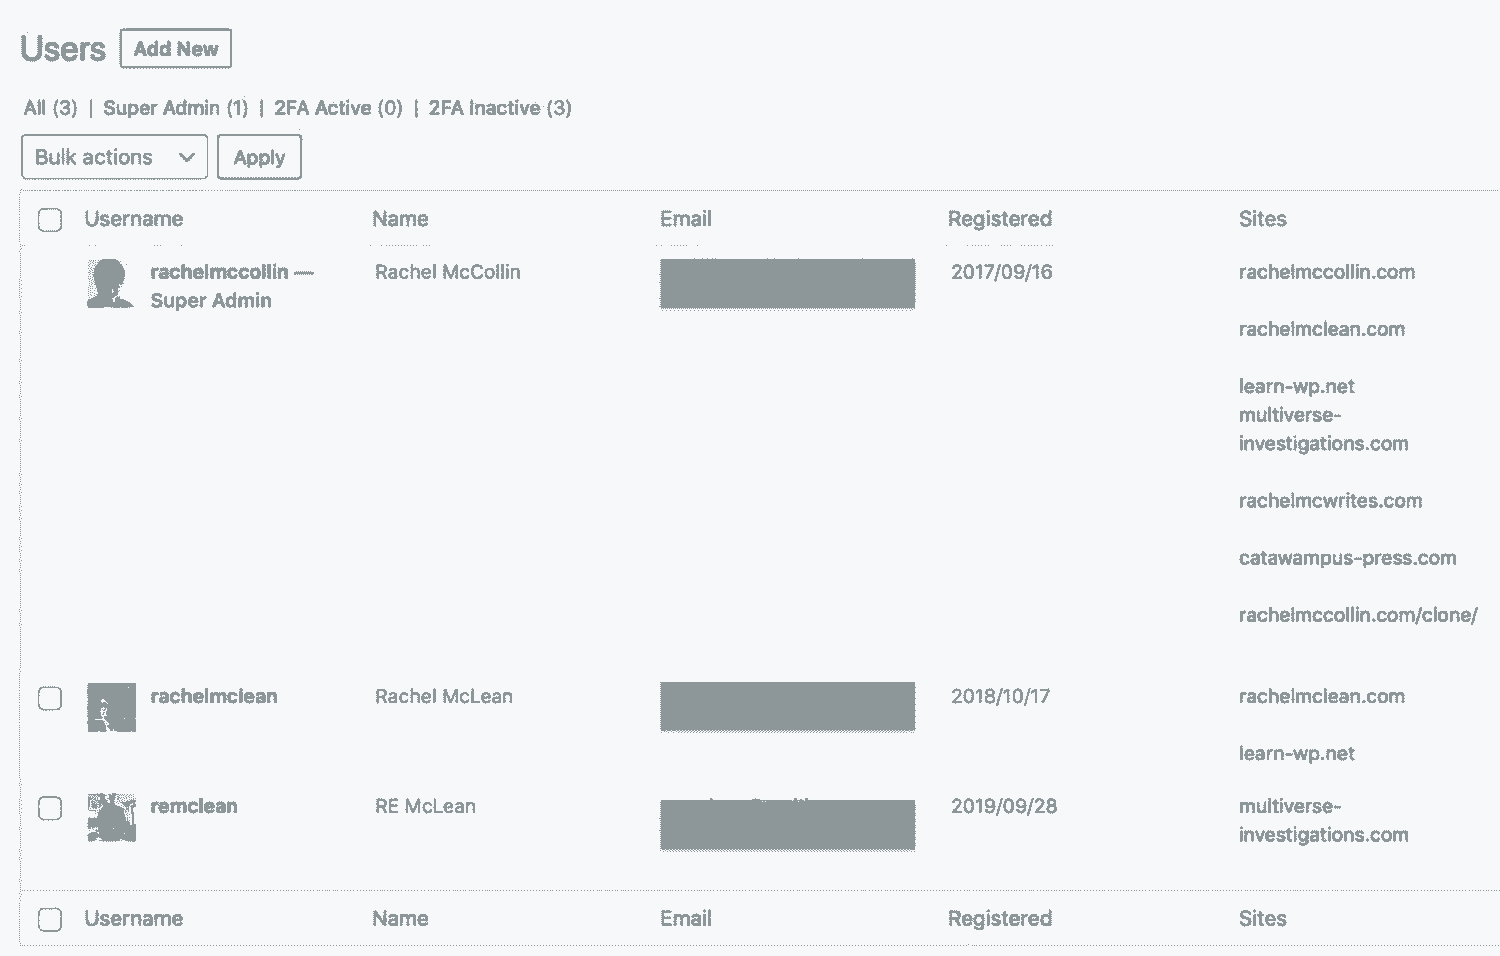 Users Add New
All (3) | Super Admin (1) | 2FA Active (0) | 2FA Inactive (3)
Bulk actions Apply
Username Name Email Registered Sites
rachelmccollin — Rachel McCollin 2017/09/16 rachelmccollin.com
Super Admin
rachelmclean.com
learn-wp.net
multiverse-
investigations.com
rachelmcwrites.com
catawampus-press.com
rachelmccollin.com/clone/
rachelmclean Rachel McLean 2018/10/17 rachelmclean.com
learn-wp.net
remclean RE McLean 2019/09/28 multiverse-
investigations.com
Username Name Email Registered Sites